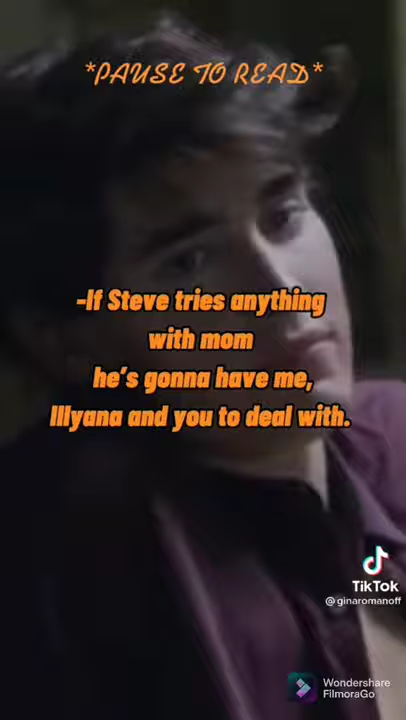 *PAUSE TO READ*
-If Steve tries anything
with mom
he's gonna have me,
Illyana and you to deal with.
TikTok
@ginaromanoff
Wondershare
FilmoraGo